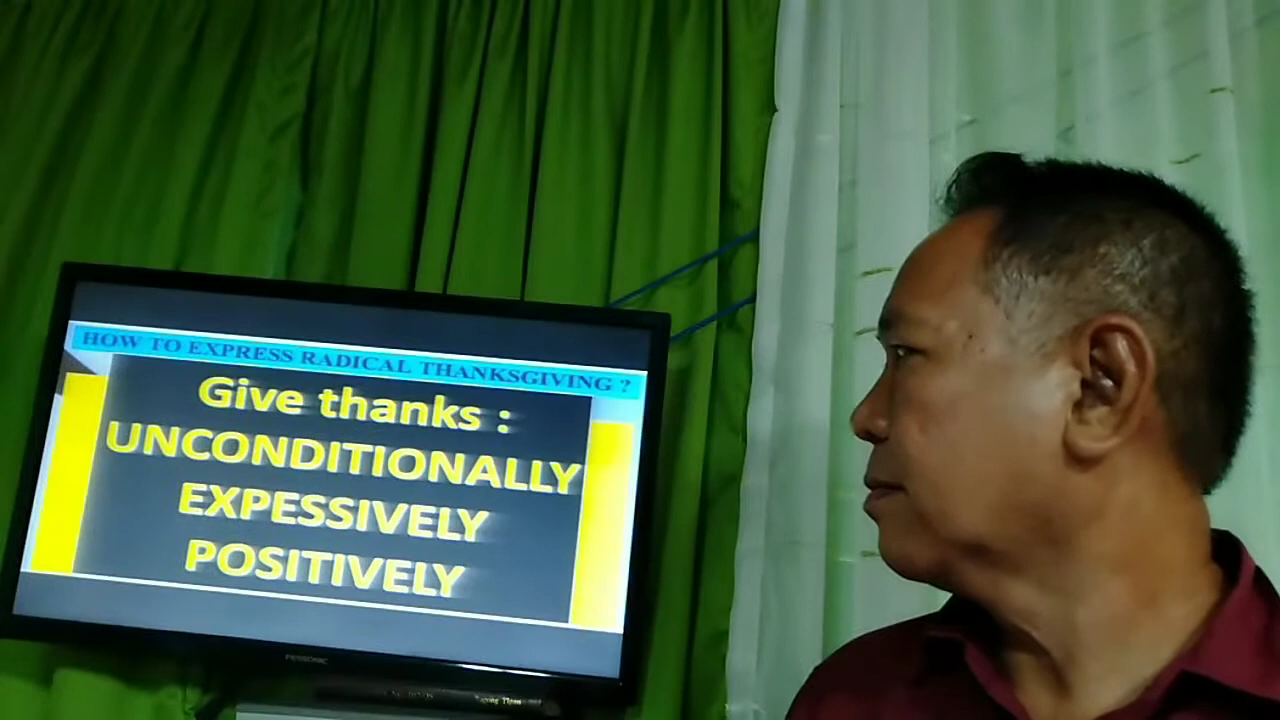 HOW TO EXPRESS RADICAL THANKSGIVING ?
Give thanks :
UNCONDITIONALLY
EXPESSIVELY
POSITIVELY